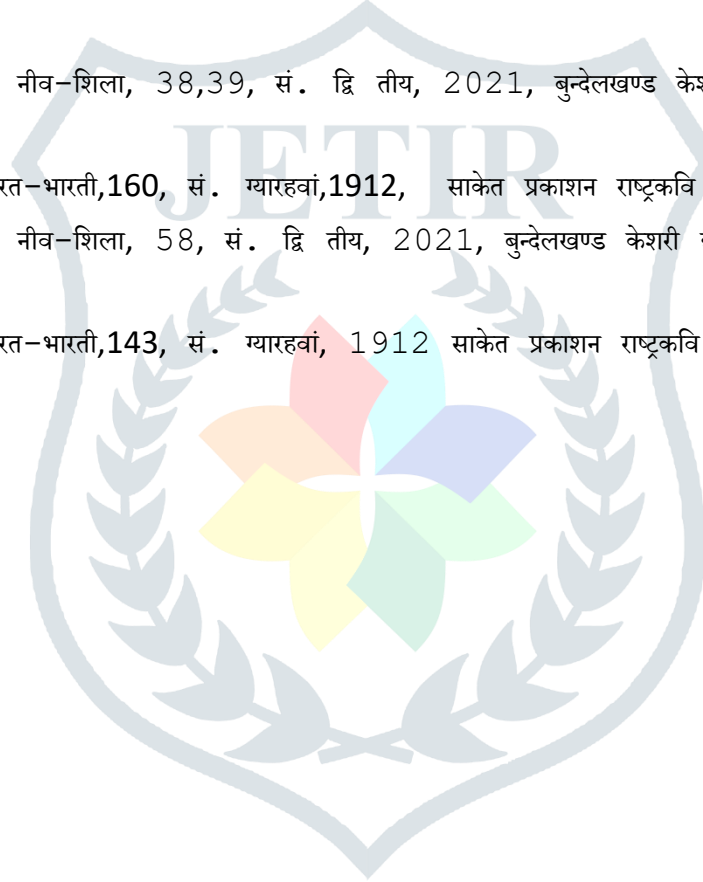 नीव-शिला, 38,39, सं. द्वि तीय, 2021, बुन्देलखण्ड
JETIR
रत-भारती,160, सं. ग्यारहवां,1912, साकेत प्रकाशन राष्ट्रकवि
नीव-शिला, 58, सं. द्वि तीय, 2021, बुन्देलखण्ड केशरी
रत-भारती,143, सं. ग्यारहवां, 1912 साकेत प्रकाशन राष्ट्रकवि